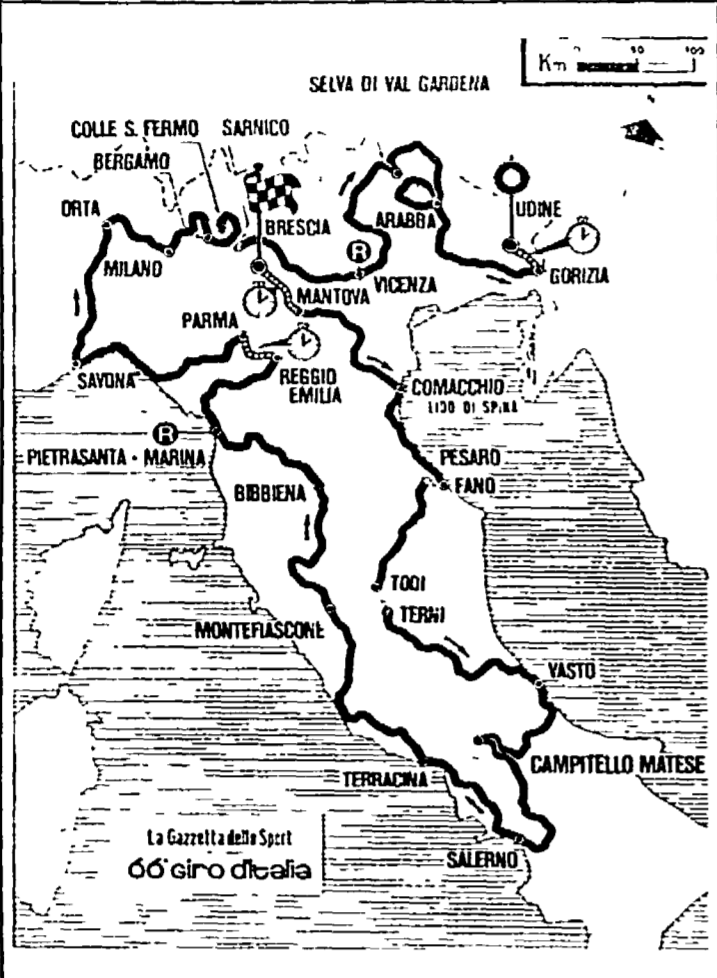 Km 0 50 100
SELVA DI VAL GARDENA
COLLE S. FERMO
SARNICO
BERGAMO
ORTA
BRESCIA
ARABBA
UDINE
MILANO
R
VICENZA
GORIZIA
MANTOVA
PARMA
SAVONA
REGGIO
EMILIA
COMACCHIO
LIDO DI SPINA
R
PIETRASANTA - MARINA
PESARO
FANO
BIBBIENA
TODI
TERNI
MONTEFIASCONE
VASTO
CAMPITELLO MATESE
TERRACINA
SALERNO
La Gazzetta dello Sport
66° giro d'italia